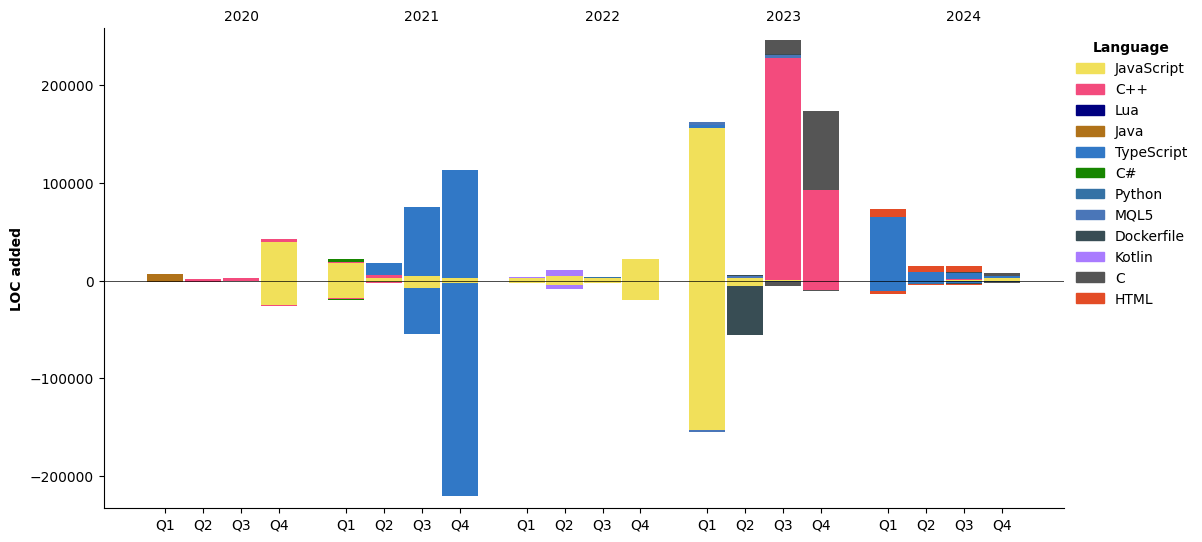 2020 2021 2022 2023 2024
LOC added
200000
100000
0
−100000
−200000
Q1 Q2 Q3 Q4 Q1 Q2 Q3 Q4 Q1 Q2 Q3 Q4 Q1 Q2 Q3 Q4 Q1 Q2 Q3 Q4
Language
JavaScript
C++
Lua
Java
TypeScript
C#
Python
MQL5
Dockerfile
Kotlin
C
HTML